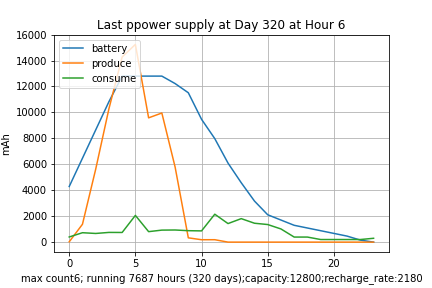 Last ppower supply at Day 320 at Hour 6
16000
14000
12000
10000
8000
6000
4000
2000
0
mAh
battery
produce
consume
0 5 10 15 20
max count6; running 7687 hours (320 days);capacity:12800;recharge_rate:2180